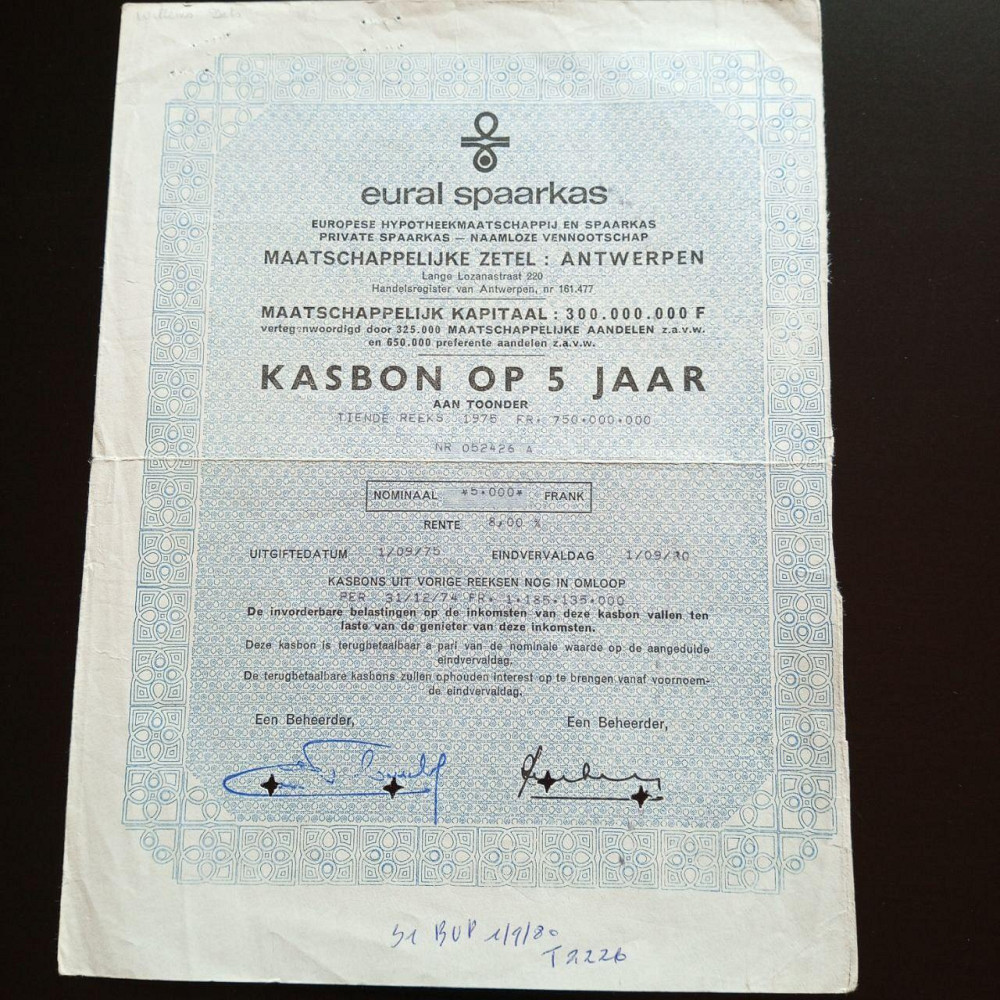 eural spaarkas
EUROPESE HYPOTHEEKMAATSCHAPPIJ EN SPAARKAS
PRIVATE SPAARKAS — NAAMLOZE VENNOOTSCHAP
MAATSCHAPPELIJKE ZETEL : ANTWERPEN
Lange Lozanastraat 220
Handelsregister van Antwerpen, nr 161.477
MAATSCHAPPELIJK KAPITAAL : 300.000.000 F
vertegenwoordigd door 325.000 MAATSCHAPPELIJKE AANDELEN z.a.v.w.
en 650.000 preferente aandelen z.a.v.w.
KASBON OP 5 JAAR
AAN TOONDER
TIENDE REEKS 1975 FR. 750.000.000
NR 052426 A
NOMINAAL *5.000* FRANK
RENTE 8,00 %
UITGIFTEDATUM 1/09/75 EINDVERVALDAG 1/09/80
KASBONS UIT VORIGE REEKSEN NOG IN OMLOOP
PER 31/12/74 FR. 1.185.135.000
De invorderbare belastingen op de inkomsten van deze kasbon vallen ten
laste van de genieter van deze inkomsten.
Deze kasbon is terugbetaalbaar a pari van de nominale waarde op de aangeduide
eindvervaldag.
De terugbetaalbare kasbons zullen ophouden interest op te brengen vanaf voornoem-
de eindvervaldag.
Een Beheerder, Een Beheerder,
1/9/80
T2226